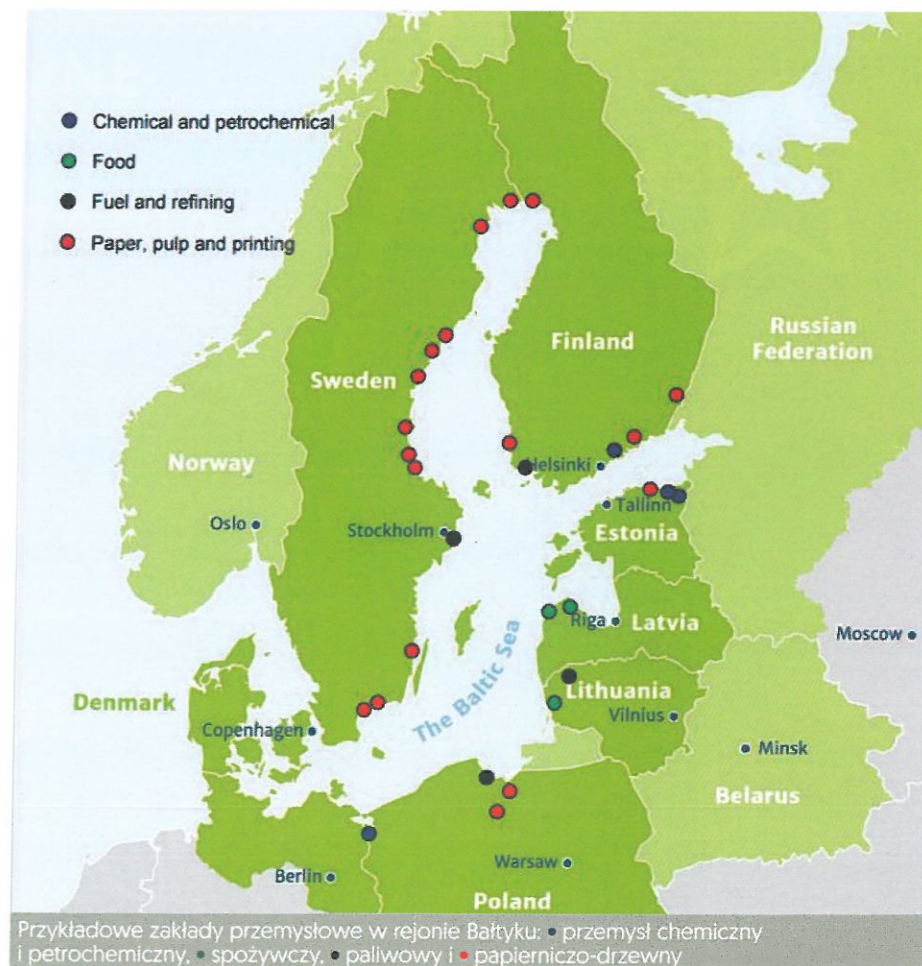 Chemical and petrochemical
Food
Fuel and refining
Paper, pulp and printing
Finland
Russian
Federation
Sweden
Norway
Helsinki
Oslo
Stockholm
Tallinn
Estonia
Riga
Latvia
Moscow
The Baltic Sea
Denmark
Lithuania
Copenhagen
Vilnius
Minsk
Belarus
Warsaw
Berlin
Poland
Przykładowe zakłady przemysłowe w rejonie Bałtyku: • przemysł chemiczny
i petrochemiczny, • spożywczy, • paliwowy i • papierniczo-drzewny